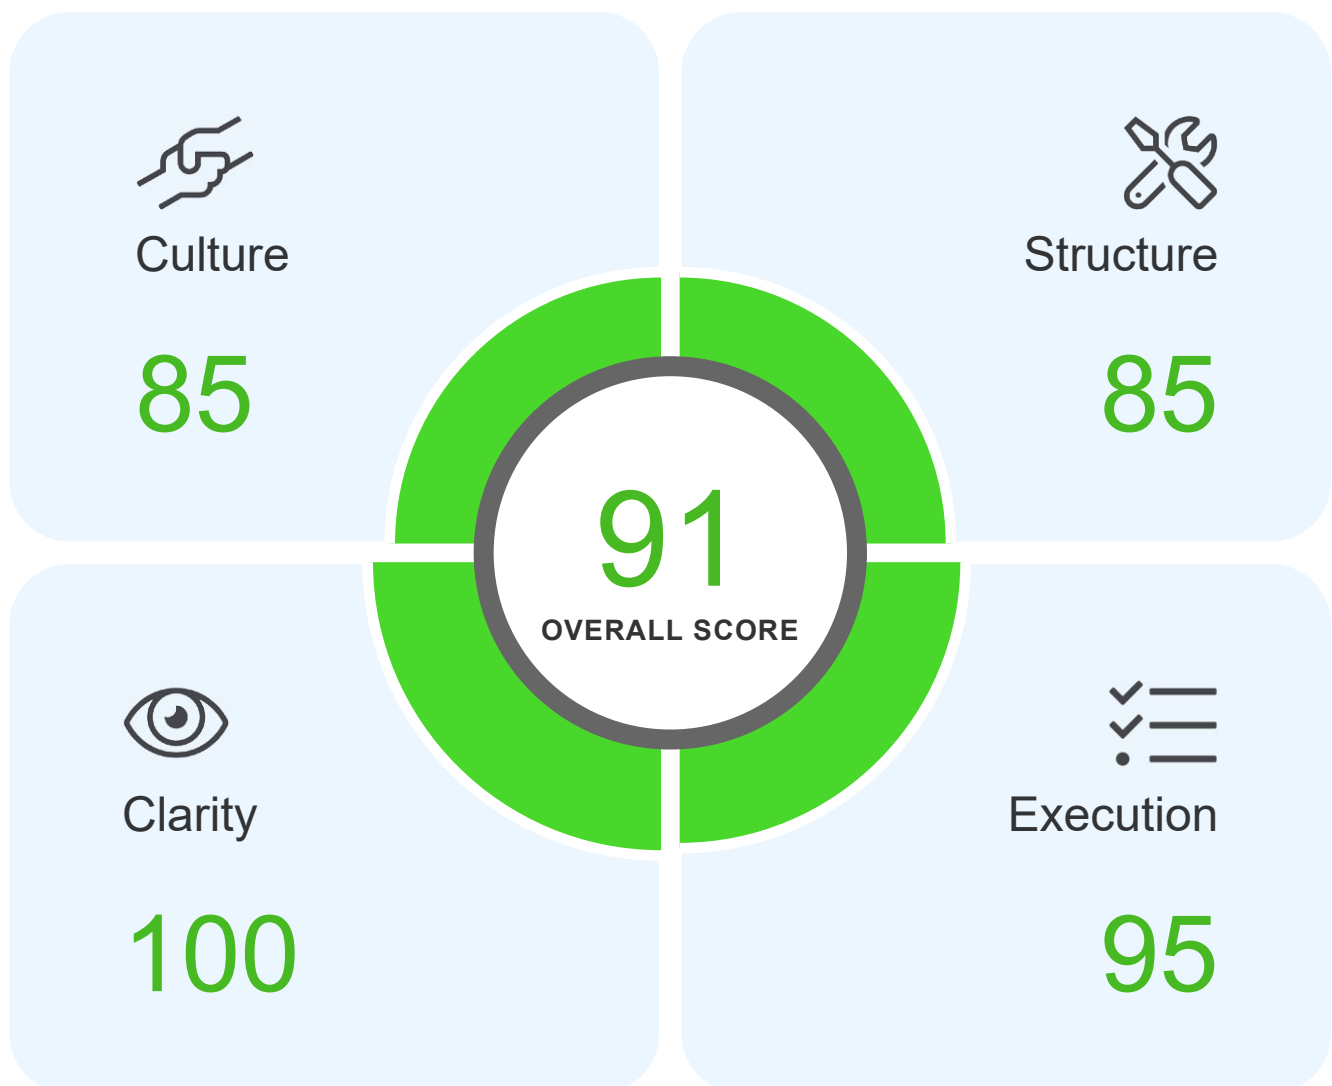 Culture
85
Structure
85
91
OVERALL SCORE
Clarity
100
Execution
95